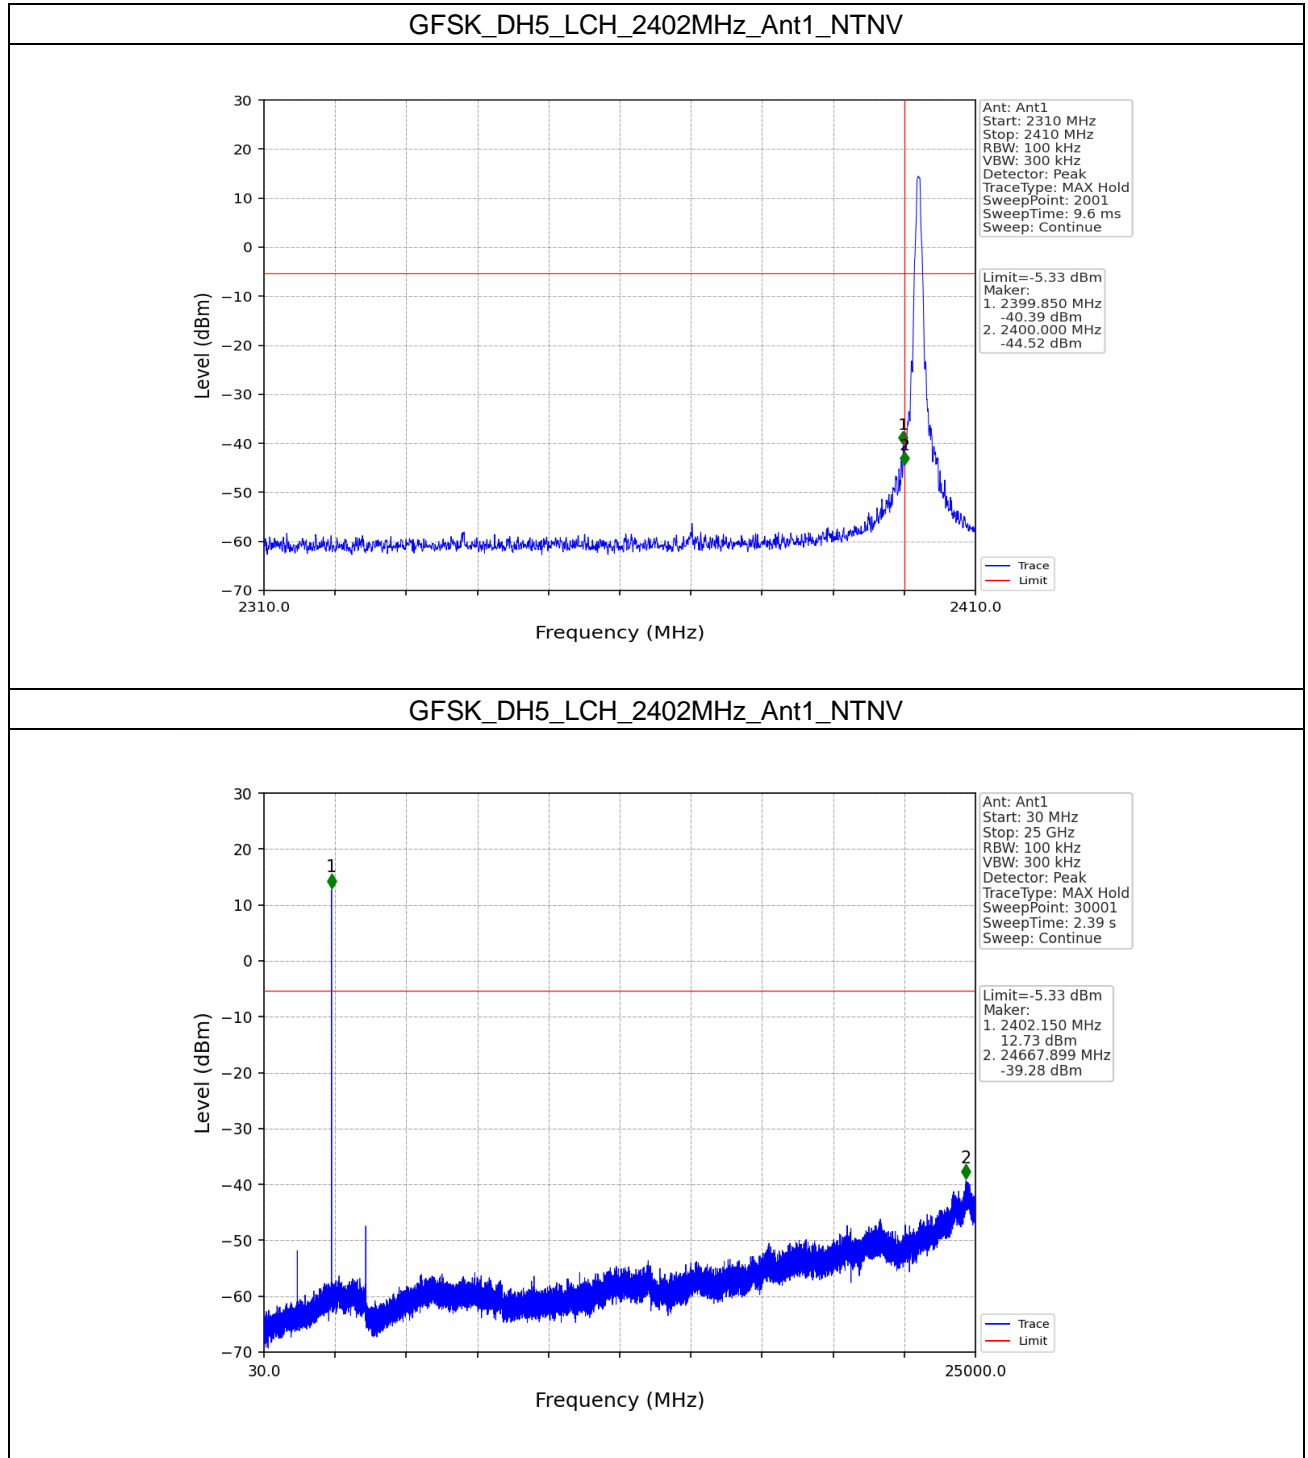 GFSK_DH5_LCH_2402MHz_Ant1_NTNV
30
20
10
0
−10
−20
−30
−40
−50
−60
−70
Level (dBm)
2310.0
2410.0
Frequency (MHz)
1
2
Ant: Ant1
Start: 2310 MHz
Stop: 2410 MHz
RBW: 100 kHz
VBW: 300 kHz
Detector: Peak
TraceType: MAX Hold
SweepPoint: 2001
SweepTime: 9.6 ms
Sweep: Continue
Limit=-5.33 dBm
Maker:
1. 2399.850 MHz
-40.39 dBm
2. 2400.000 MHz
-44.52 dBm
Trace
Limit
GFSK_DH5_LCH_2402MHz_Ant1_NTNV
30
20
10
0
−10
−20
−30
−40
−50
−60
−70
Level (dBm)
30.0
25000.0
Frequency (MHz)
1
2
Ant: Ant1
Start: 30 MHz
Stop: 25 GHz
RBW: 100 kHz
VBW: 300 kHz
Detector: Peak
TraceType: MAX Hold
SweepPoint: 30001
SweepTime: 2.39 s
Sweep: Continue
Limit=-5.33 dBm
Maker:
1. 2402.150 MHz
12.73 dBm
2. 24667.899 MHz
-39.28 dBm
Trace
Limit